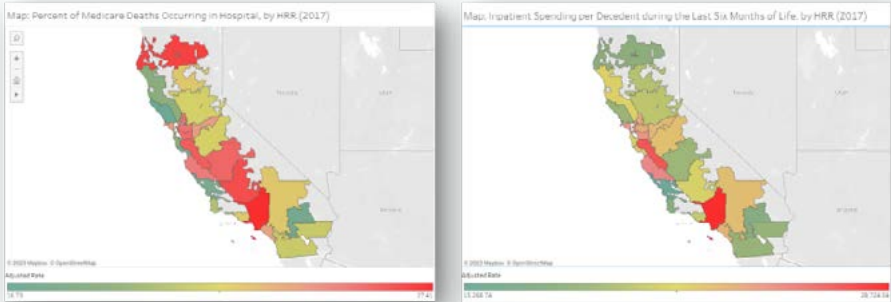 Map: Percent of Medicare Deaths Occurring in Hospital, by HRR (2017)
Nevada
Utah
Arizona
© 2023 Mapbox © OpenStreetMap
Adjusted Rate
27.41
Map: Inpatient Spending per Decedent during the Last Six Months of Life, by HRR (2017)
Nevada
Utah
Arizona
© 2023 Mapbox © OpenStreetMap
Adjusted Rate